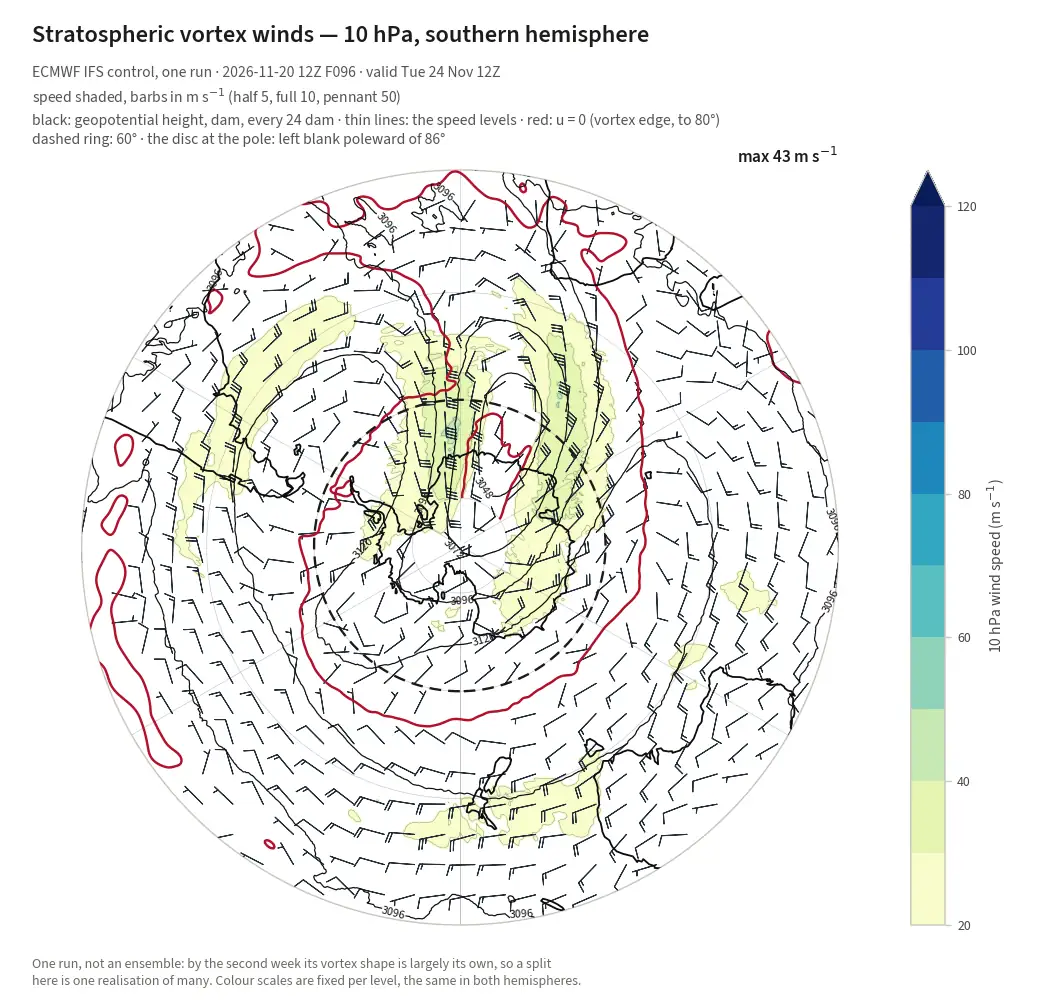 Stratospheric vortex winds — 10 hPa, southern hemisphere
ECMWF IFS control, one run · 2026-11-20 12Z F096 · valid Tue 24 Nov 12Z
speed shaded, barbs in m s⁻¹ (half 5, full 10, pennant 50)
black: geopotential height, dam, every 24 dam · thin lines: the speed levels · red: u = 0 (vortex edge, to 80°)
dashed ring: 60° · the disc at the pole: left blank poleward of 86°
max 43 m s⁻¹
3096
3096
3096
3048
3096
3120
3072
3096
3096
3120
3096
3096
120
100
80
60
40
20
10 hPa wind speed (m s⁻¹)
One run, not an ensemble: by the second week its vortex shape is largely its own, so a split
here is one realisation of many. Colour scales are fixed per level, the same in both hemispheres.